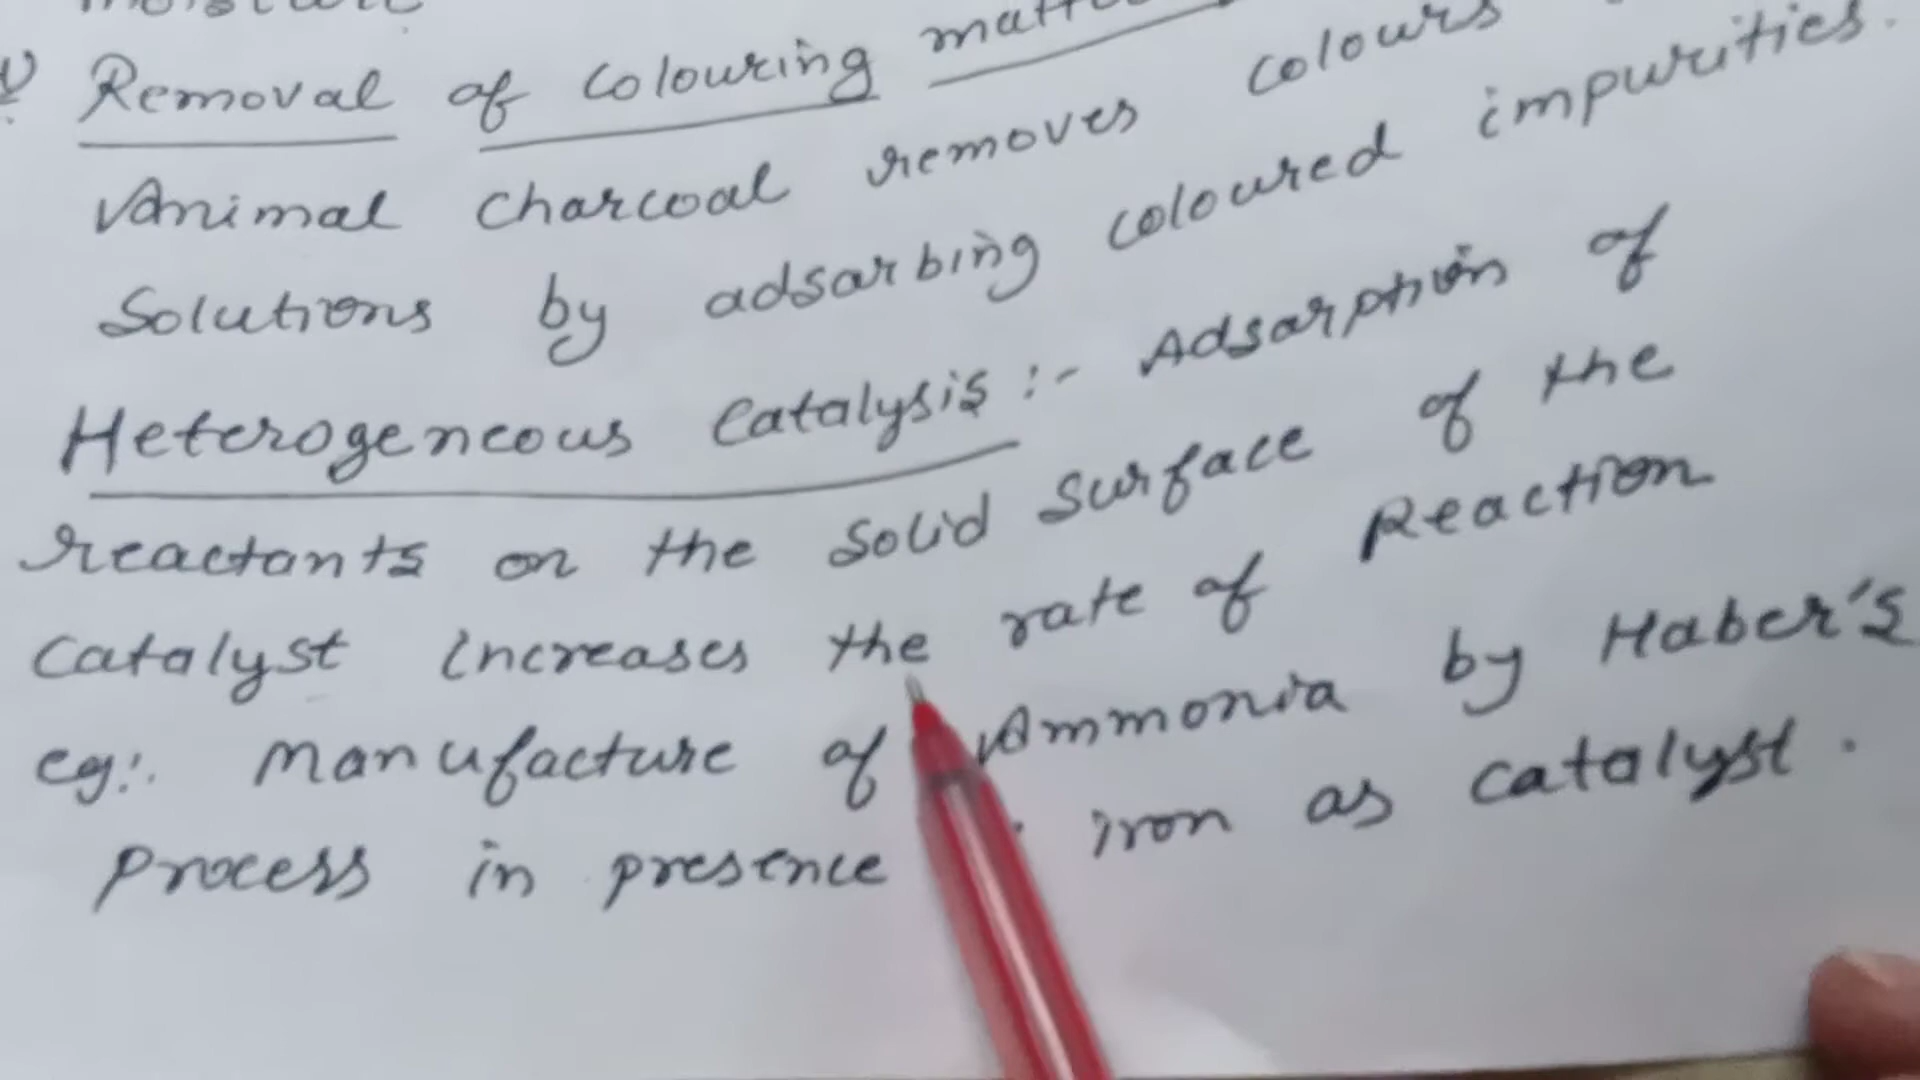 Removal of colouring
Animal charcoal removes colours
Solutions by adsarbing coloured impurities.
Heterogeneous catalysis :- Adsarption of
reactants on the solid surface of the
catalyst increases the rate of Reaction
eg:. Manufacture of Ammonia by Haber's
process in presence iron as catalyst.